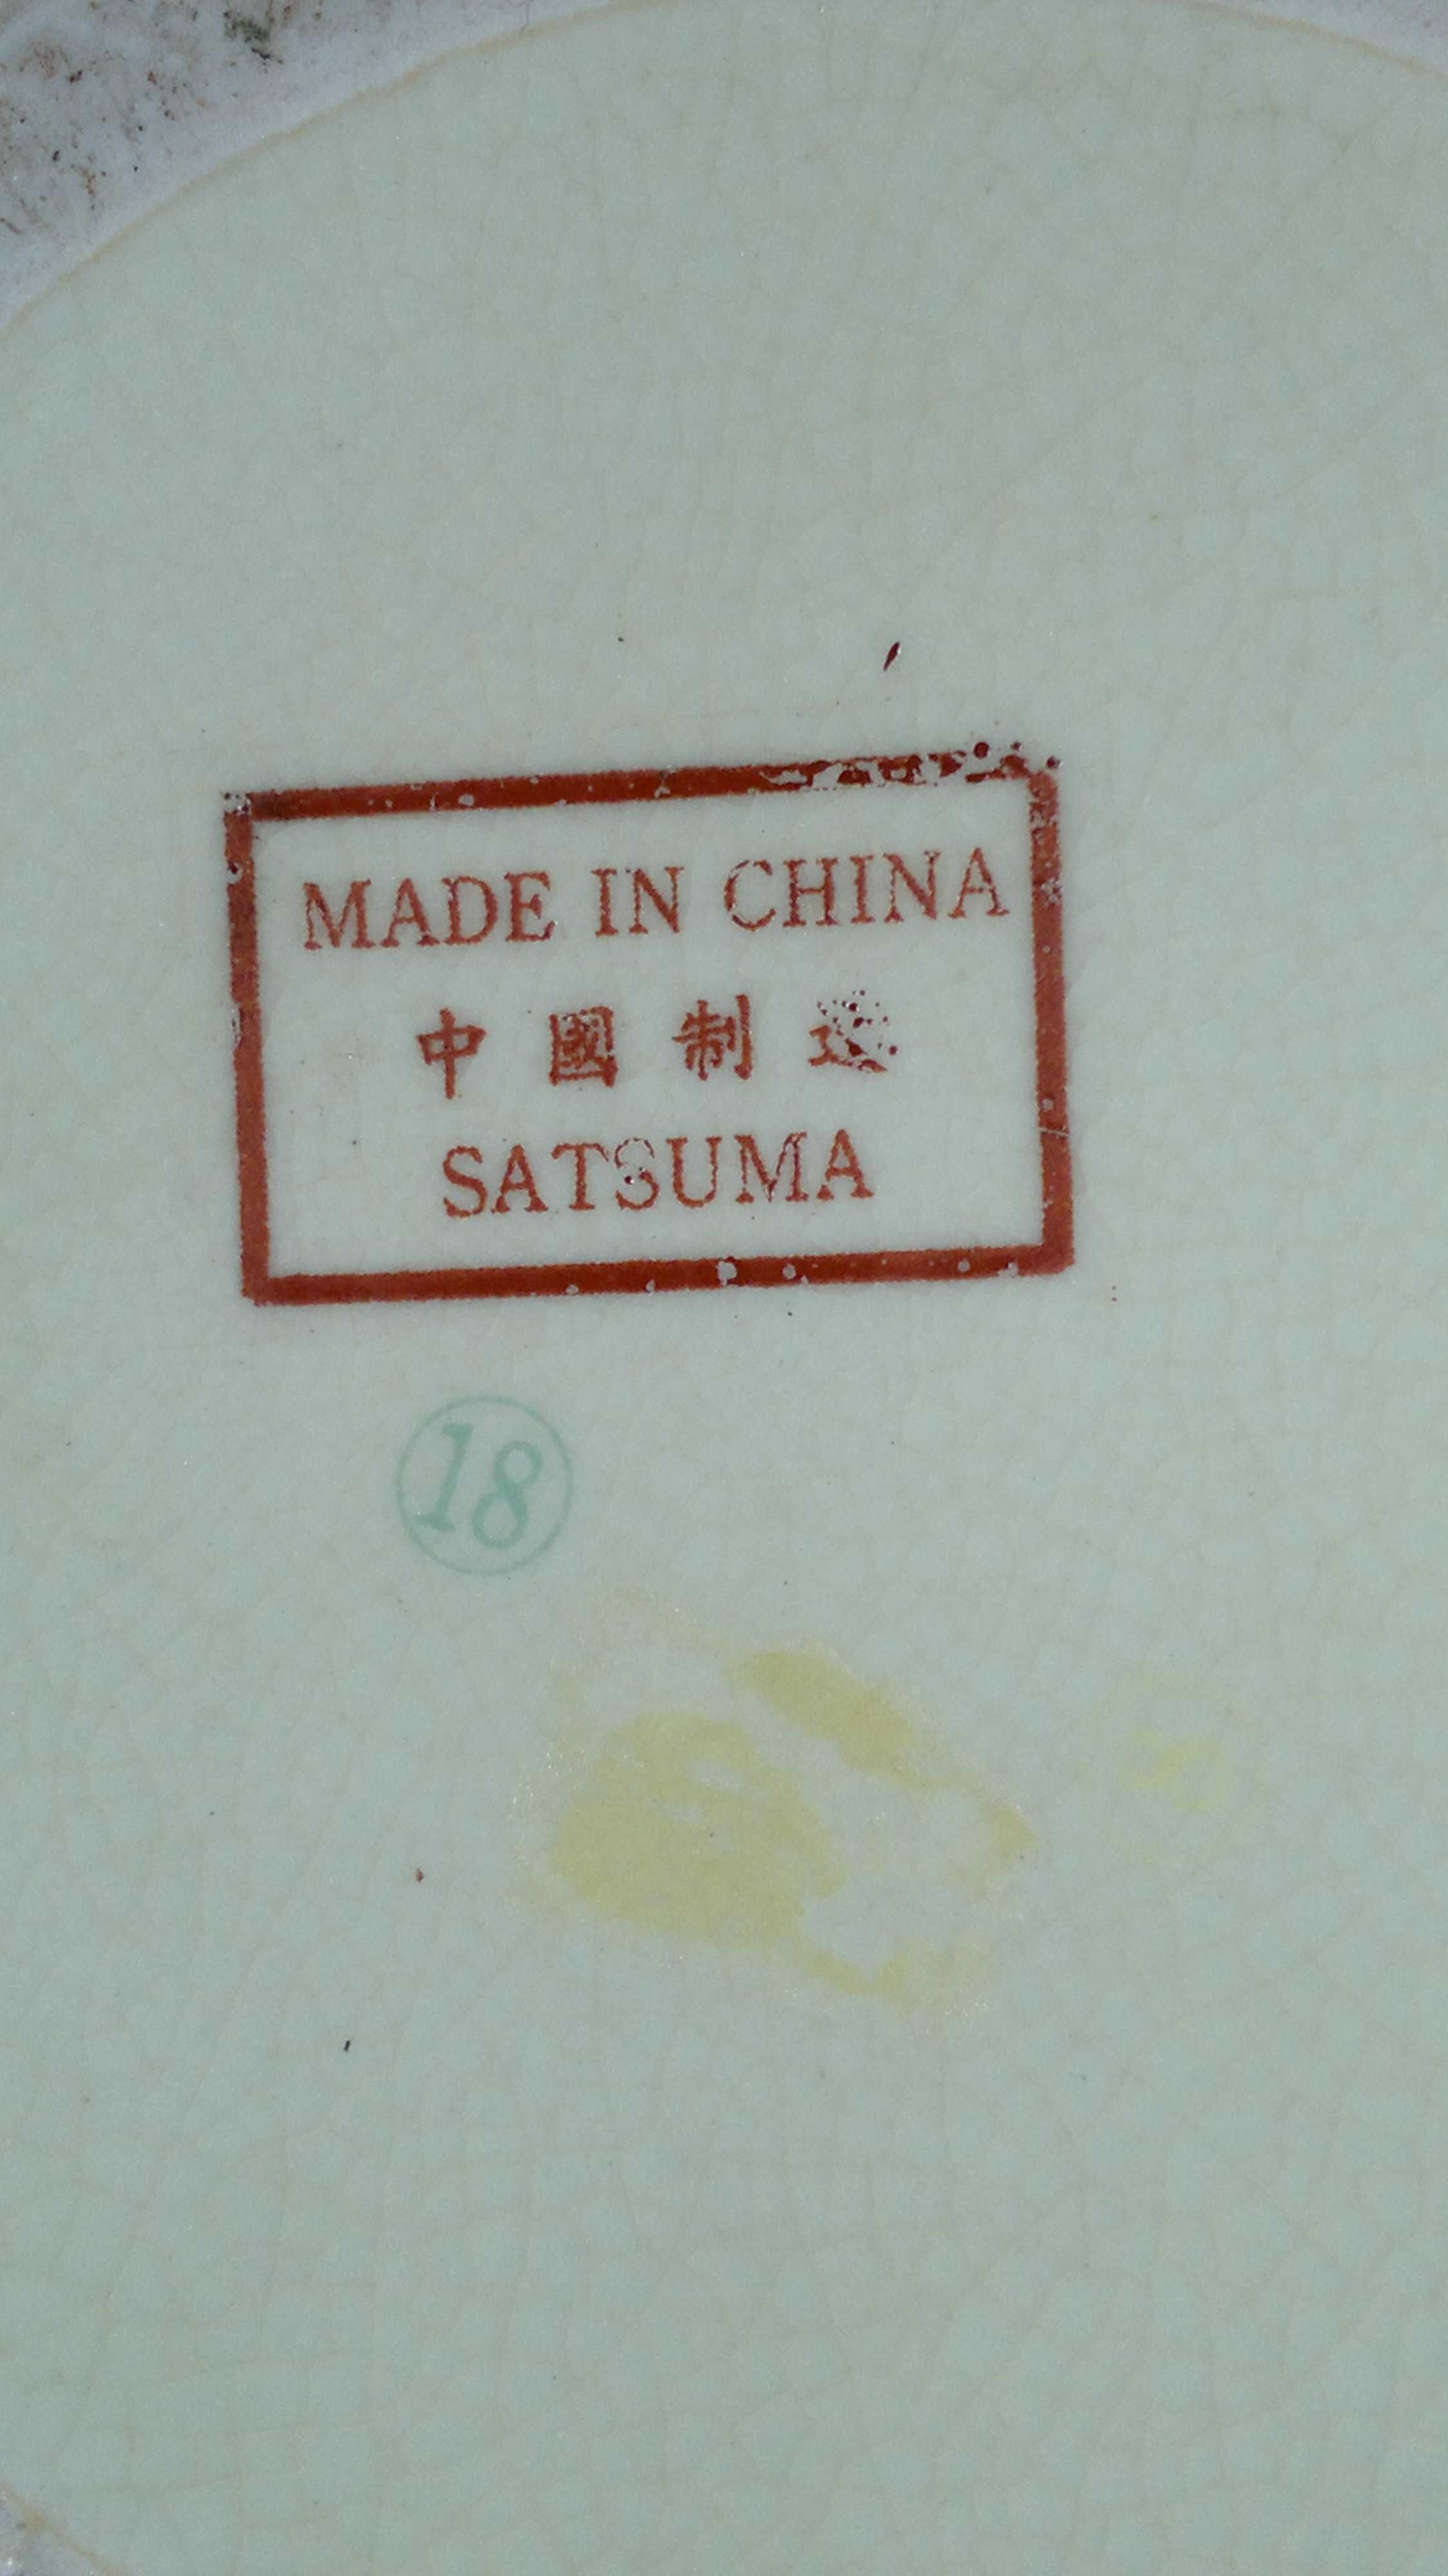 MADE IN CHINA
中國制造
SATSUMA
18